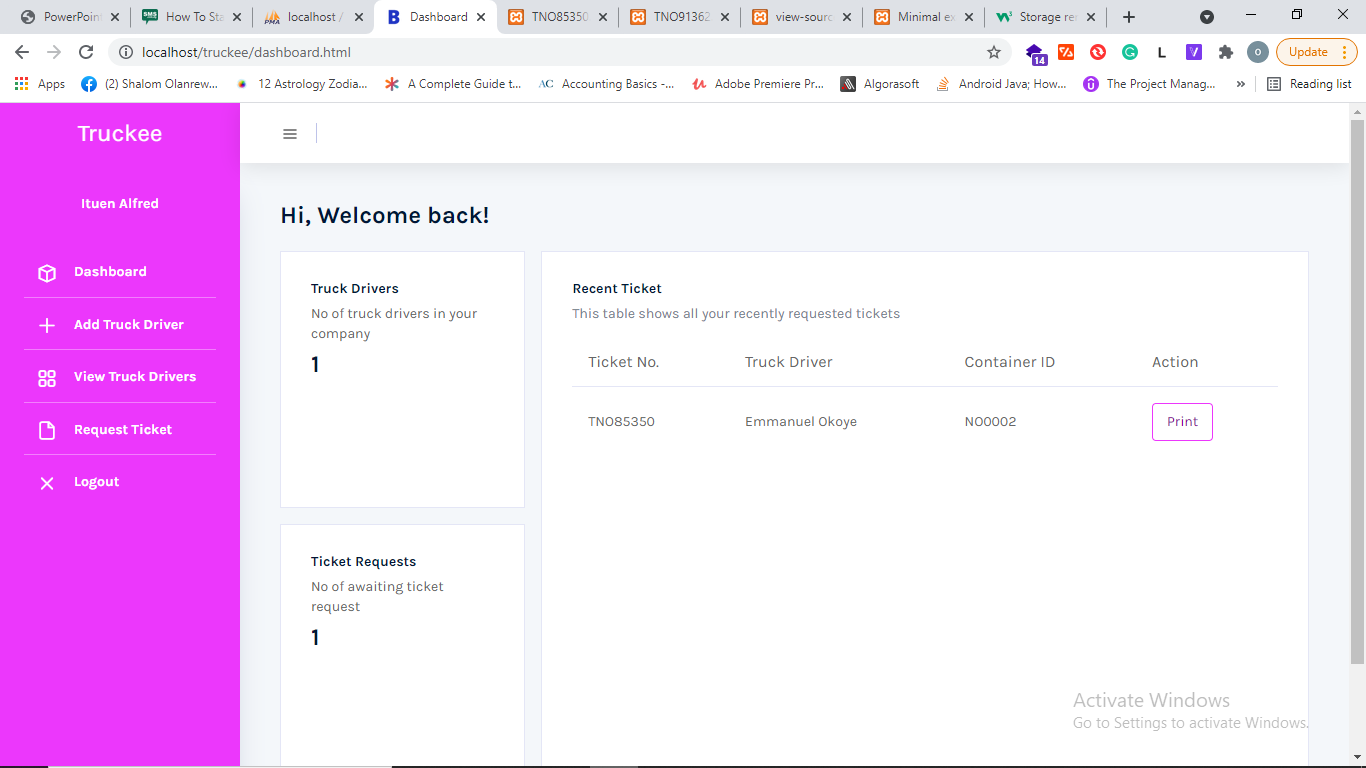 PowerPoin
How To Sta
localhost /
Dashboard
TNO85350
TNO91362
view-sourc
Minimal ex
Storage re
localhost/truckee/dashboard.html
14
L
O
Update
Apps
(2) Shalom Olanrew...
12 Astrology Zodia...
A Complete Guide t...
AC
Accounting Basics -...
Adobe Premiere Pr...
Algorasoft
Android Java; How...
The Project Manag...
»
Reading list
Truckee
Ituen Alfred
Dashboard
Add Truck Driver
View Truck Drivers
Request Ticket
Logout
Hi, Welcome back!
Truck Drivers
No of truck drivers in your
company
1
Ticket Requests
No of awaiting ticket
request
1
Recent Ticket
This table shows all your recently requested tickets
Ticket No. Truck Driver Container ID Action
TNO85350 Emmanuel Okoye NO0002 Print
Activate Windows
Go to Settings to activate Windows.